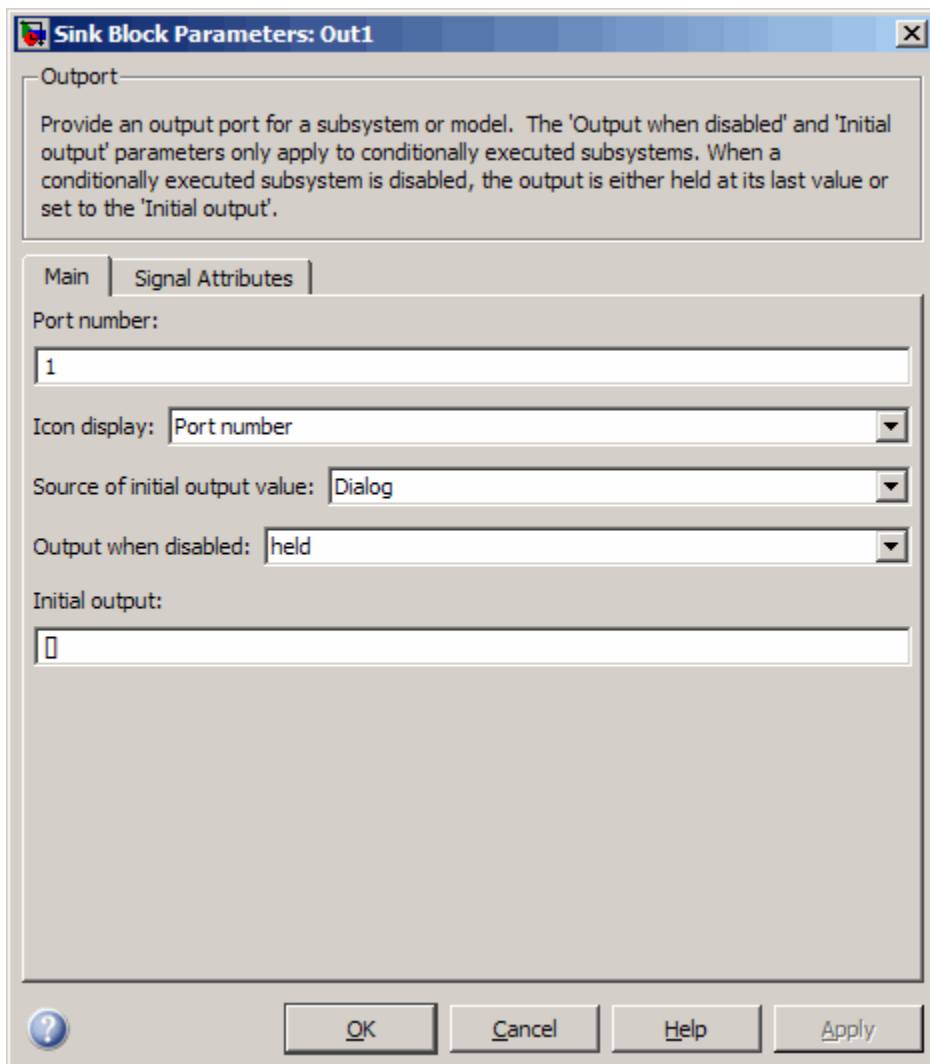 Sink Block Parameters: Out1
Outport
Provide an output port for a subsystem or model.  The 'Output when disabled' and 'Initial
output' parameters only apply to conditionally executed subsystems. When a
conditionally executed subsystem is disabled, the output is either held at its last value or
set to the 'Initial output'.
Main
Signal Attributes
Port number:
1
Icon display: Port number
Source of initial output value: Dialog
Output when disabled: held
Initial output:
[]
OK
Cancel
Help
Apply